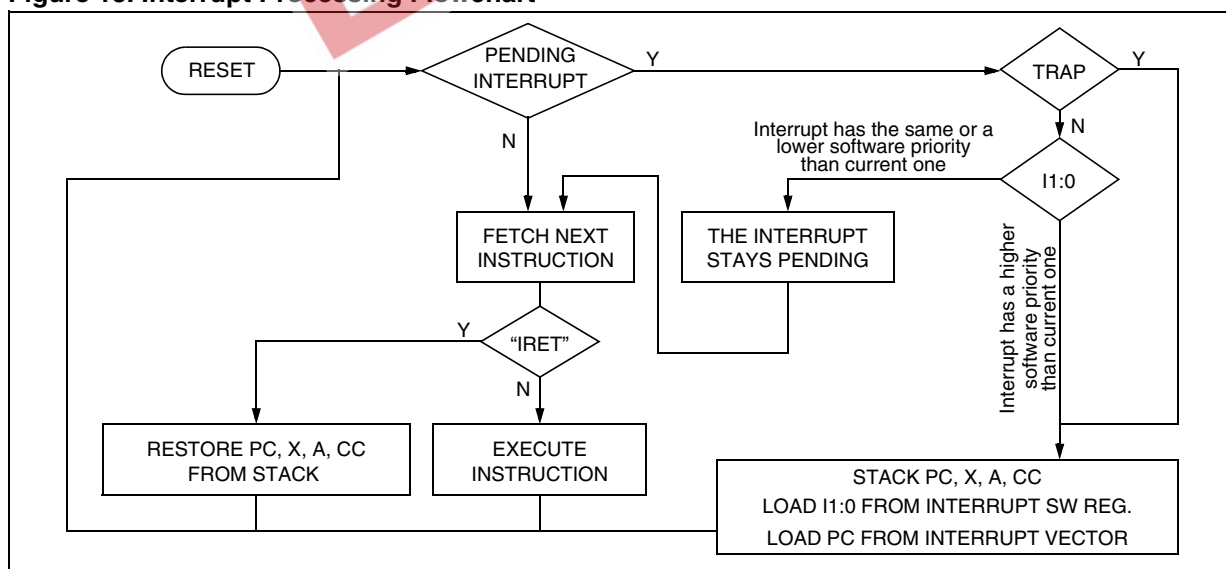 RESET
PENDING
INTERRUPT
Y
TRAP
Y
N
N
Interrupt has the same or a
lower software priority
than current one
I1:0
FETCH NEXT
INSTRUCTION
THE INTERRUPT
STAYS PENDING
Interrupt has a higher
software priority
than current one
Y
“IRET”
N
RESTORE PC, X, A, CC
FROM STACK
EXECUTE
INSTRUCTION
STACK PC, X, A, CC
LOAD I1:0 FROM INTERRUPT SW REG.
LOAD PC FROM INTERRUPT VECTOR